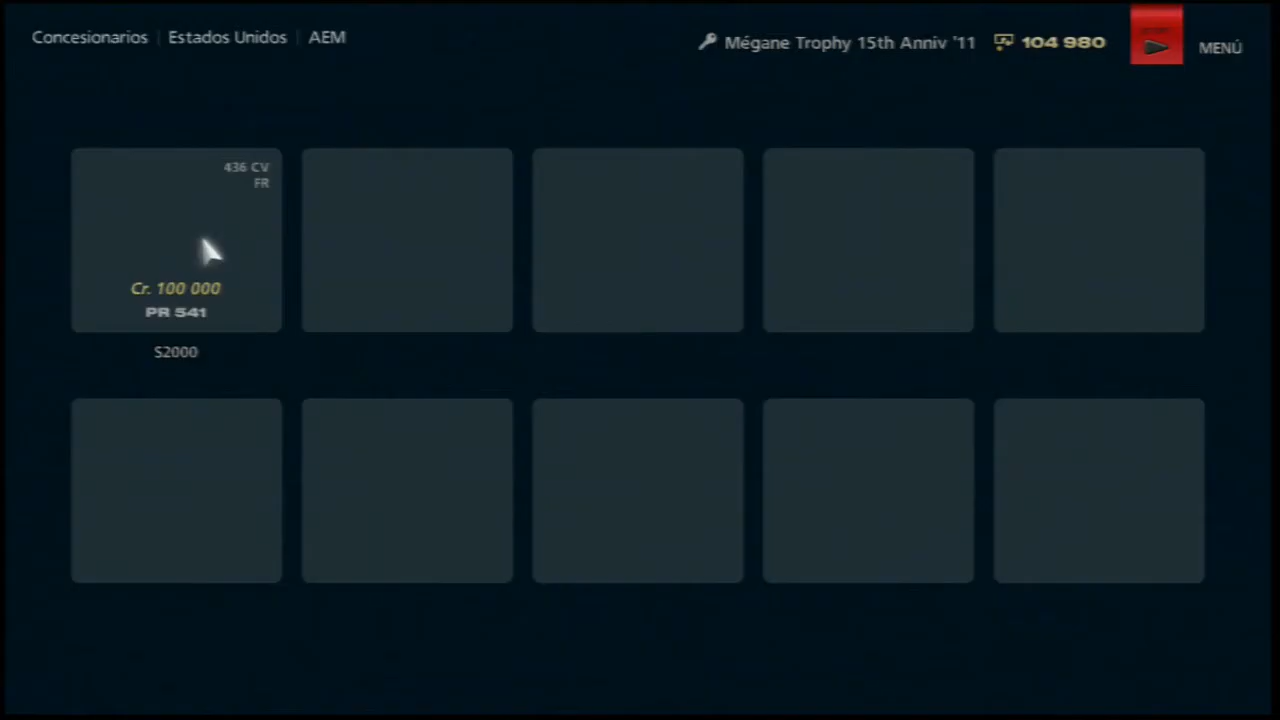 Concesionarios | Estados Unidos | AEM
Mégane Trophy 15th Anniv '11 104 980 MENÚ
436 CV
FR
Cr. 100 000
PR 541
S2000